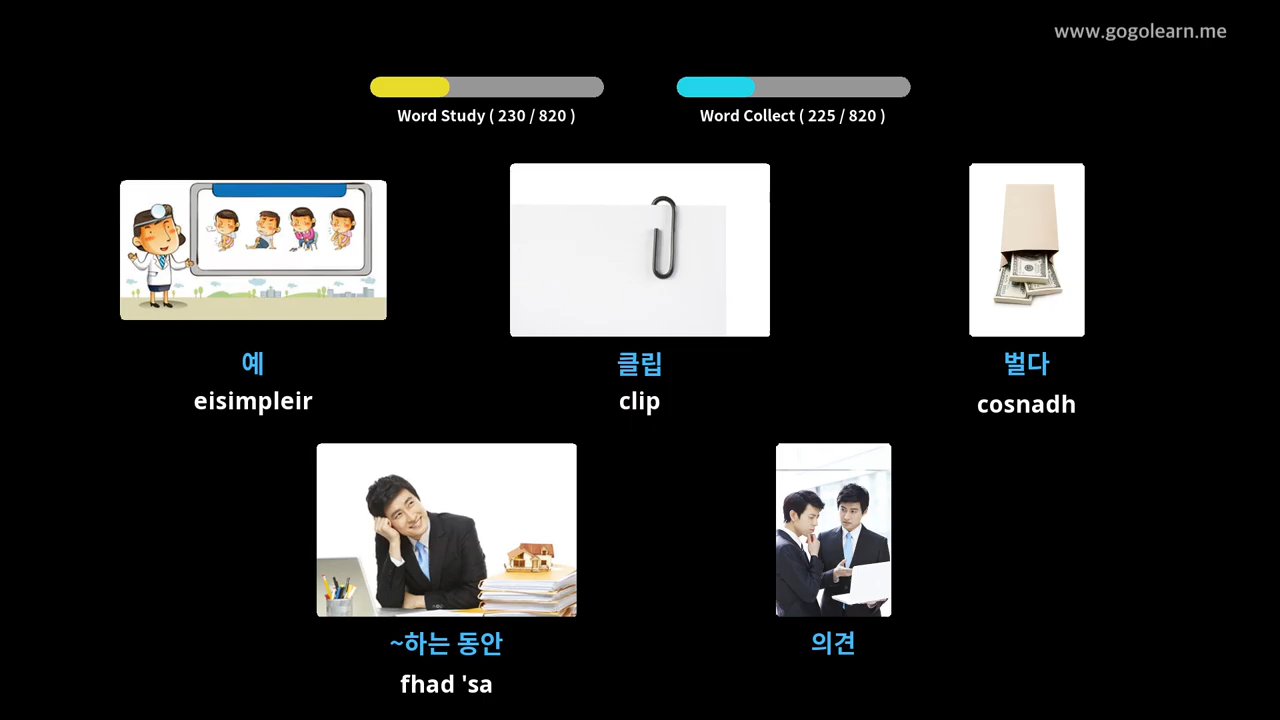 www.gogolearn.me
Word Study ( 230 / 820 )
Word Collect ( 225 / 820 )
예
eisimpleir
클립
clip
벌다
cosnadh
~하는 동안
fhad 'sa
의견